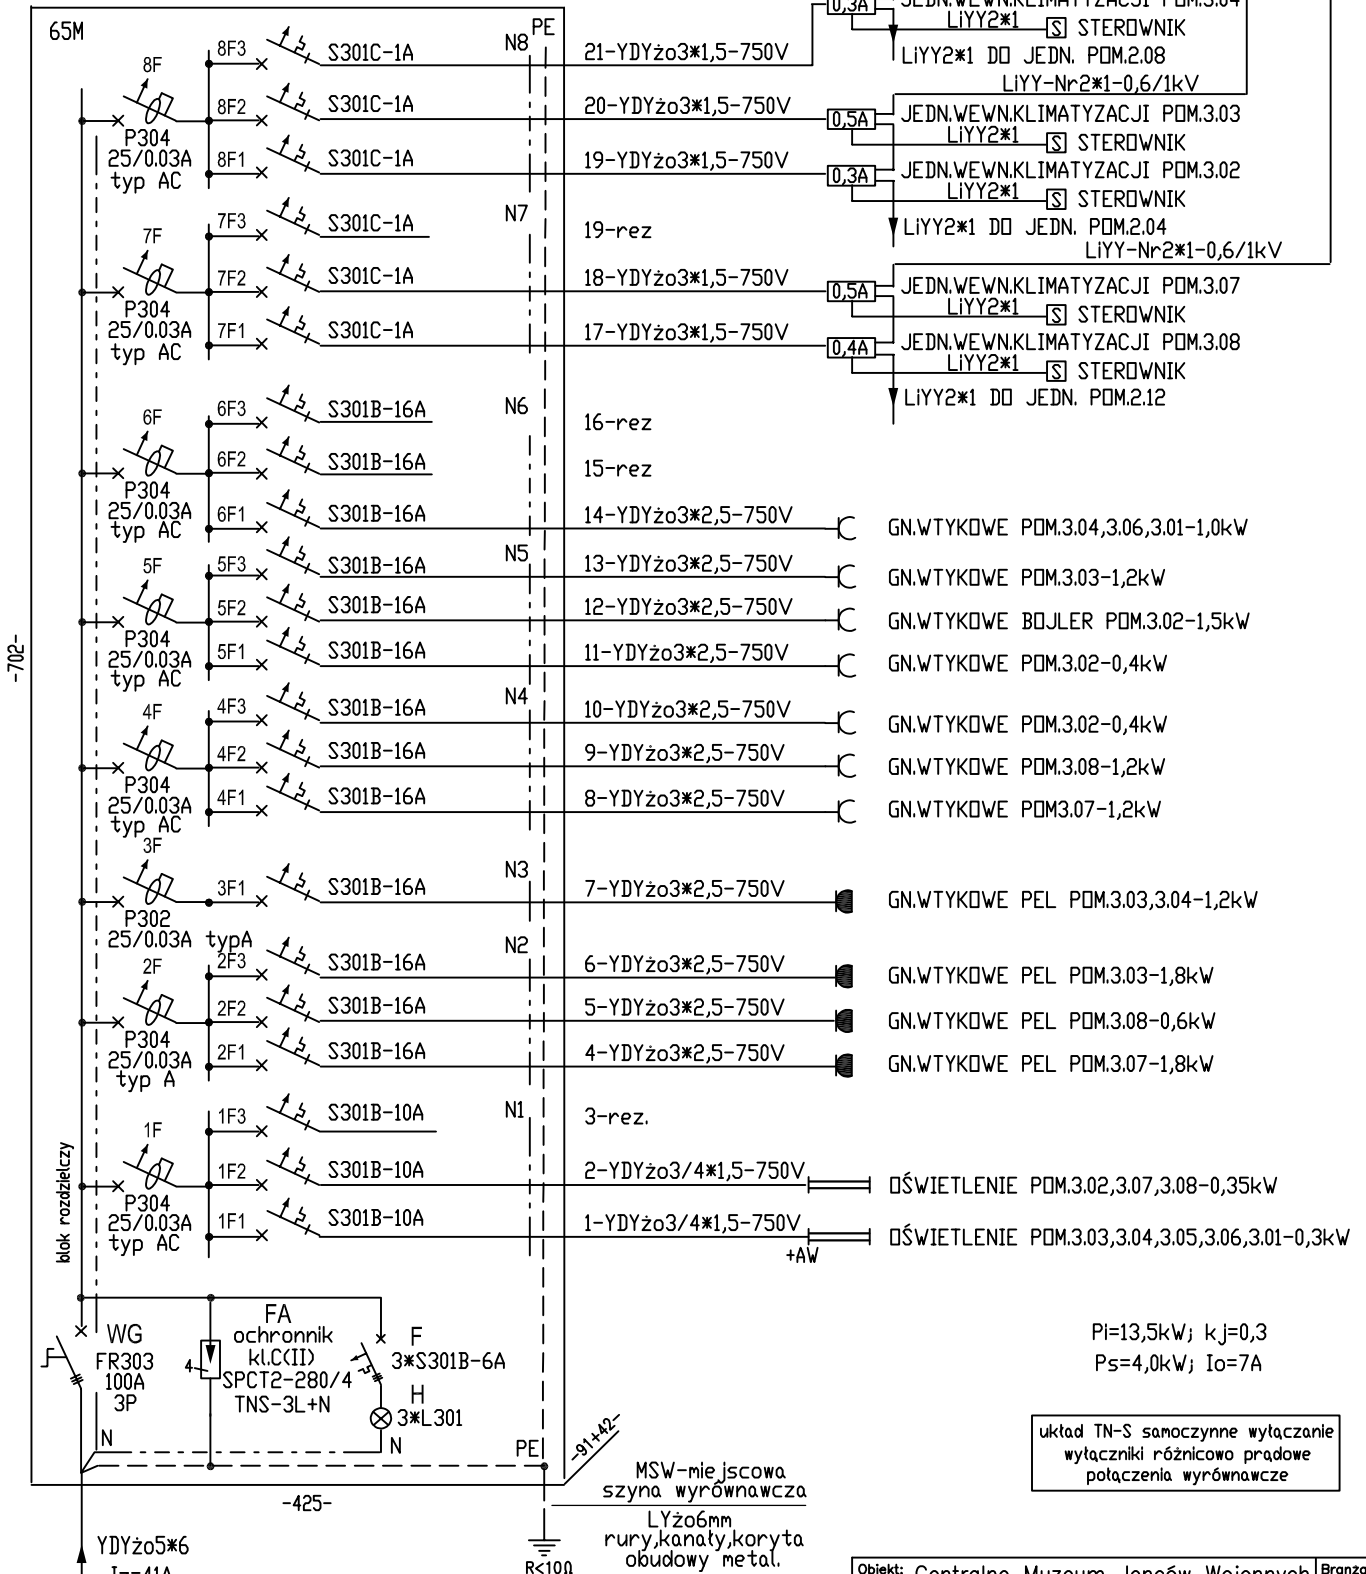 65M
PE
N8
8F
8F3
S301C-1A
21-YDYżo3*1,5-750V
0,3A
JEDN.WEWN.KLIMATYZACJI POM.3.04
LiYY2*1
S STEROWNIK
LiYY2*1 DO JEDN. POM.2.08
LiYY-Nr2*1-0,6/1kV
P304
25/0.03A
typ AC
8F2
S301C-1A
20-YDYżo3*1,5-750V
0,5A
JEDN.WEWN.KLIMATYZACJI POM.3.03
LiYY2*1
S STEROWNIK
8F1
S301C-1A
19-YDYżo3*1,5-750V
0,3A
JEDN.WEWN.KLIMATYZACJI POM.3.02
LiYY2*1
S STEROWNIK
LiYY2*1 DO JEDN. POM.2.04
LiYY-Nr2*1-0,6/1kV
N7
7F
7F3
S301C-1A
19-rez
P304
25/0.03A
typ AC
7F2
S301C-1A
18-YDYżo3*1,5-750V
0,5A
JEDN.WEWN.KLIMATYZACJI POM.3.07
LiYY2*1
S STEROWNIK
7F1
S301C-1A
17-YDYżo3*1,5-750V
0,4A
JEDN.WEWN.KLIMATYZACJI POM.3.08
LiYY2*1
S STEROWNIK
LiYY2*1 DO JEDN. POM.2.12
N6
6F
6F3
S301B-16A
16-rez
P304
25/0.03A
typ AC
6F2
S301B-16A
15-rez
6F1
S301B-16A
14-YDYżo3*2,5-750V
GN.WTYKOWE POM.3.04,3.06,3.01-1,0kW
N5
5F
5F3
S301B-16A
13-YDYżo3*2,5-750V
GN.WTYKOWE POM.3.03-1,2kW
P304
25/0.03A
typ AC
5F2
S301B-16A
12-YDYżo3*2,5-750V
GN.WTYKOWE BOJLER POM.3.02-1,5kW
5F1
S301B-16A
11-YDYżo3*2,5-750V
GN.WTYKOWE POM.3.02-0,4kW
-702-
N4
4F
4F3
S301B-16A
10-YDYżo3*2,5-750V
GN.WTYKOWE POM.3.02-0,4kW
P304
25/0.03A
typ AC
4F2
S301B-16A
9-YDYżo3*2,5-750V
GN.WTYKOWE POM.3.08-1,2kW
4F1
S301B-16A
8-YDYżo3*2,5-750V
GN.WTYKOWE POM3.07-1,2kW
N3
3F
3F1
S301B-16A
7-YDYżo3*2,5-750V
GN.WTYKOWE PEL POM.3.03,3.04-1,2kW
P302
25/0.03A typA
N2
2F
2F3
S301B-16A
6-YDYżo3*2,5-750V
GN.WTYKOWE PEL POM.3.03-1,8kW
P304
25/0.03A
typ A
2F2
S301B-16A
5-YDYżo3*2,5-750V
GN.WTYKOWE PEL POM.3.08-0,6kW
2F1
S301B-16A
4-YDYżo3*2,5-750V
GN.WTYKOWE PEL POM.3.07-1,8kW
N1
1F
1F3
S301B-10A
3-rez.
P304
25/0.03A
typ AC
1F2
S301B-10A
2-YDYżo3/4*1,5-750V
OŚWIETLENIE POM.3.02,3.07,3.08-0,35kW
1F1
S301B-10A
1-YDYżo3/4*1,5-750V
+AW
OŚWIETLENIE POM.3.03,3.04,3.05,3.06,3.01-0,3kW
blok rozdzielczy
WG
FR303
100A
3P
4
FA
ochronnik
kl.C(II)
SPCT2-280/4
TNS-3L+N
F
3*S301B-6A
H
3*L301
N
N
PE
-91+42-
-425-
Pi=13,5kW; kj=0,3
Ps=4,0kW; Io=7A
układ TN-S samoczynne wyłączanie
wyłączniki różnicowo prądowe
połączenia wyrównawcze
MSW-miejscowa
szyna wyrównawcza
LYżo6mm
rury,kanały,koryta
obudowy metal.
R<10Ω
YDYżo5*6
Obiekt: Centralne Muzeum Jeńców Wojennych
Branża